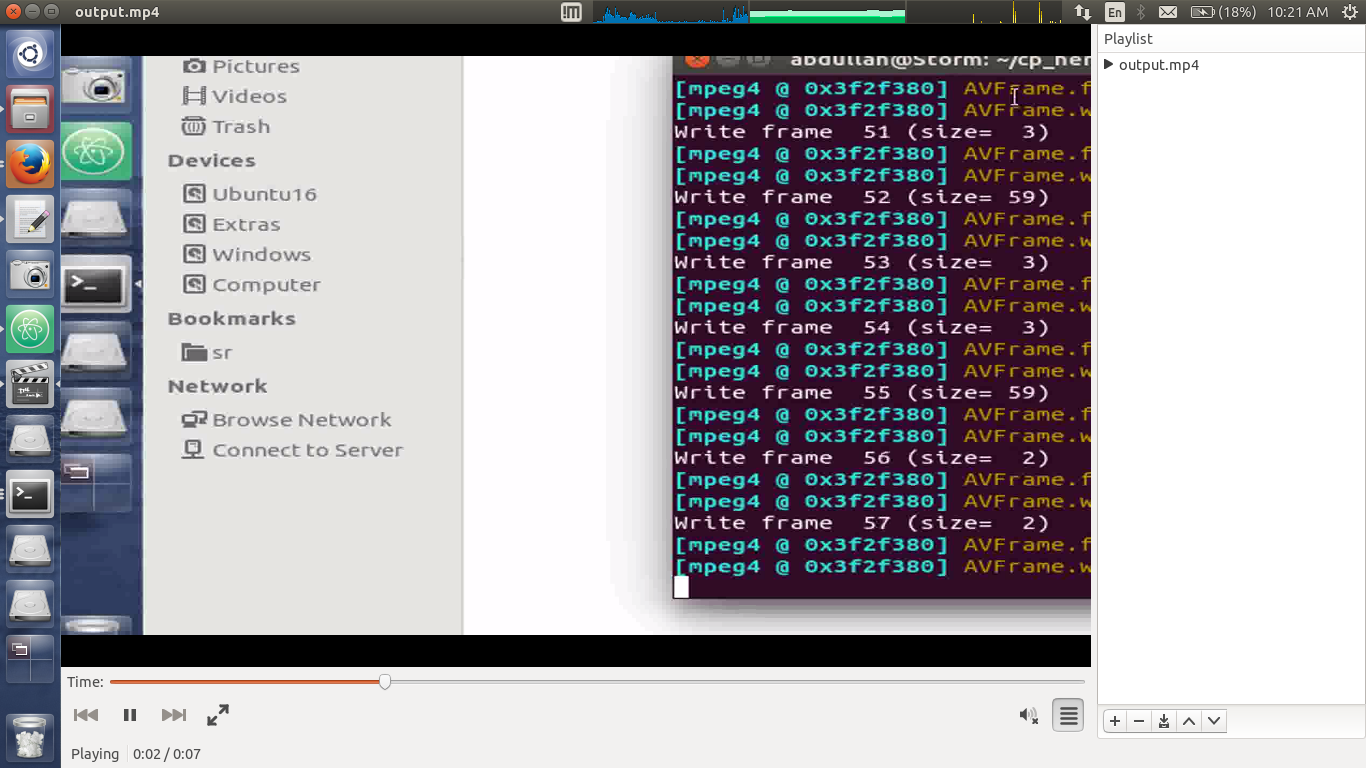 output.mp4
En
(18%)
10:21 AM
Playlist
output.mp4
Pictures
Videos
Trash
Devices
Ubuntu16
Extras
Windows
Computer
Bookmarks
sr
Network
Browse Network
Connect to Server
abdullah@Storm: ~/cp_ner
[mpeg4 @ 0x3f2f380] AVFrame.f
[mpeg4 @ 0x3f2f380] AVFrame.w
Write frame 51 (size= 3)
[mpeg4 @ 0x3f2f380] AVFrame.f
[mpeg4 @ 0x3f2f380] AVFrame.w
Write frame 52 (size= 59)
[mpeg4 @ 0x3f2f380] AVFrame.f
[mpeg4 @ 0x3f2f380] AVFrame.w
Write frame 53 (size= 3)
[mpeg4 @ 0x3f2f380] AVFrame.f
[mpeg4 @ 0x3f2f380] AVFrame.w
Write frame 54 (size= 3)
[mpeg4 @ 0x3f2f380] AVFrame.f
[mpeg4 @ 0x3f2f380] AVFrame.w
Write frame 55 (size= 59)
[mpeg4 @ 0x3f2f380] AVFrame.f
[mpeg4 @ 0x3f2f380] AVFrame.w
Write frame 56 (size= 2)
[mpeg4 @ 0x3f2f380] AVFrame.f
[mpeg4 @ 0x3f2f380] AVFrame.w
Write frame 57 (size= 2)
[mpeg4 @ 0x3f2f380] AVFrame.f
[mpeg4 @ 0x3f2f380] AVFrame.w
Time:
Playing
0:02 / 0:07